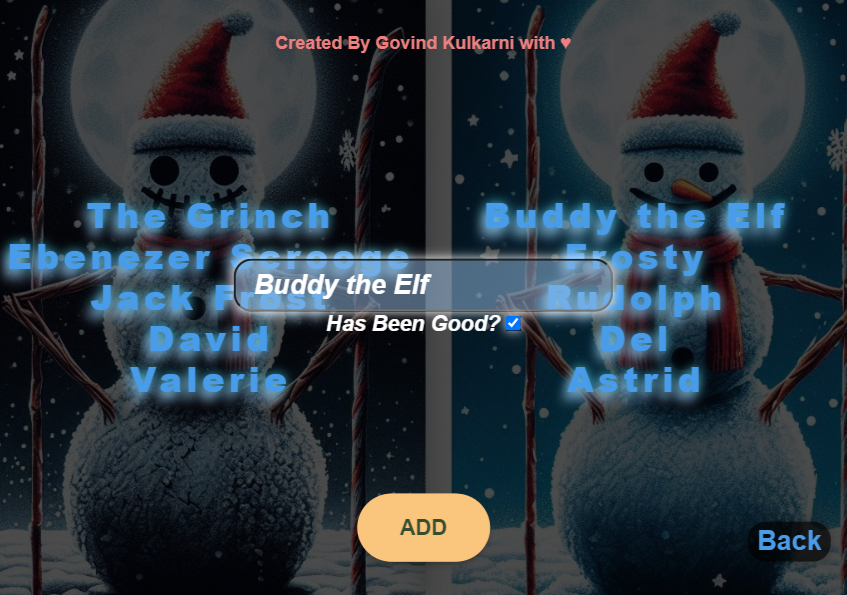 Created By Govind Kulkarni with ♥
The Grinch
Ebenezer Scrooge
Jack Frost
David
Valerie
Buddy the Elf
Frosty
Rudolph
Del
Astrid
Buddy the Elf
Has Been Good?
ADD
Back